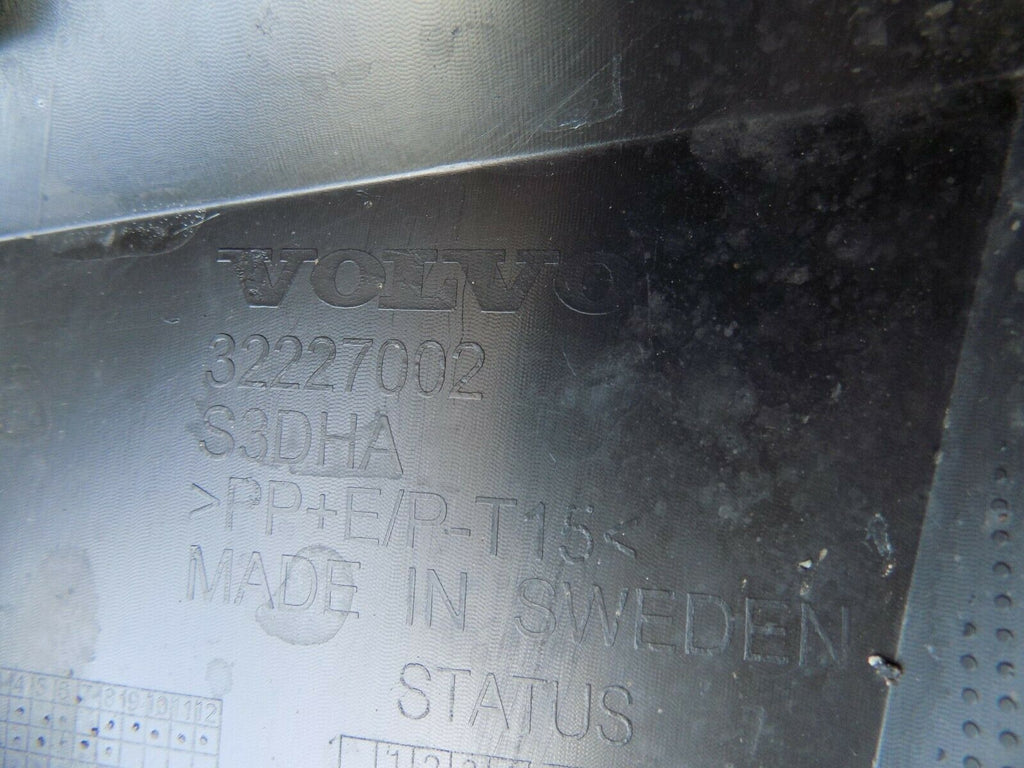 VOLVO
32227002
S3DHA
>PP+E/P-T15<
MADE IN SWEDEN
STATUS